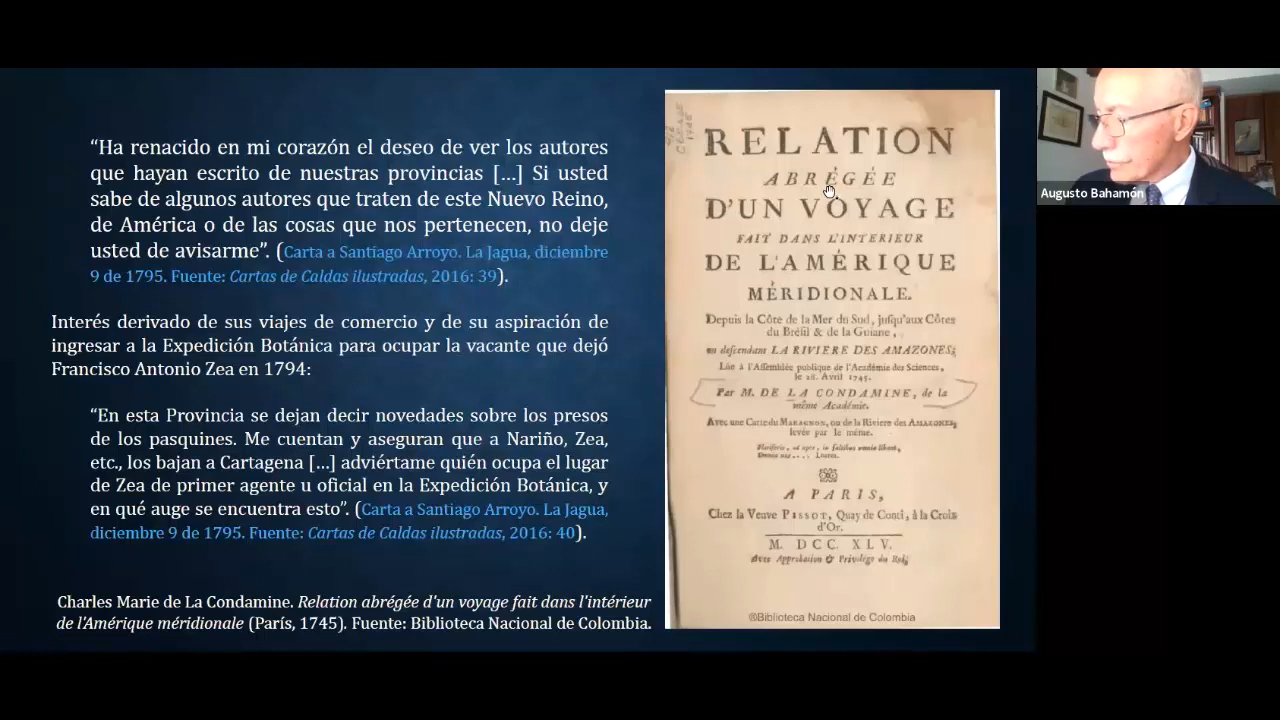 “Ha renacido en mi corazón el deseo de ver los autores
que hayan escrito de nuestras provincias [...] Si usted
sabe de algunos autores que traten de este Nuevo Reino,
de América o de las cosas que nos pertenecen, no deje
usted de avisarme”. (Carta a Santiago Arroyo. La Jagua, diciembre
9 de 1795. Fuente: Cartas de Caldas ilustradas, 2016: 39).
Interés derivado de sus viajes de comercio y de su aspiración de
ingresar a la Expedición Botánica para ocupar la vacante que dejó
Francisco Antonio Zea en 1794:
“En esta Provincia se dejan decir novedades sobre los presos
de los pasquines. Me cuentan y aseguran que a Nariño, Zea,
etc., los bajan a Cartagena [...] adviértame quién ocupa el lugar
de Zea de primer agente u oficial en la Expedición Botánica, y
en qué auge se encuentra esto”. (Carta a Santiago Arroyo. La Jagua,
diciembre 9 de 1795. Fuente: Cartas de Caldas ilustradas, 2016: 40).
Charles Marie de La Condamine. Relation abrégée d'un voyage fait dans l'intérieur
de l'Amérique méridionale (París, 1745). Fuente: Biblioteca Nacional de Colombia.
RELATION
ABRÉGÉE
D'UN VOYAGE
FAIT DANS L'INTERIEUR
DE L'AMÉRIQUE
MÉRIDIONALE.
Depuis la Côte de la Mer du Sud, jusqu'aux Côtes
du Brésil & de la Guiane,
en descendant LA RIVIERE DES AMAZONES;
Lûe à l'Assemblée publique de l'Académie des Sciences,
le 28. Avril 1745.
Par M. DE LA CONDAMINE, de la
même Académie.
Avec une Carte du MARAGNON, ou de la Riviere des AMAZONES,
levée par le même.
A PARIS,
Chez la Veuve PISSOT, Quay de Conti, à la Croix
d'Or.
M. DCC. XLV.
Avec Approbation & Privilége du Roi.
®Biblioteca Nacional de Colombia
Augusto Bahamón